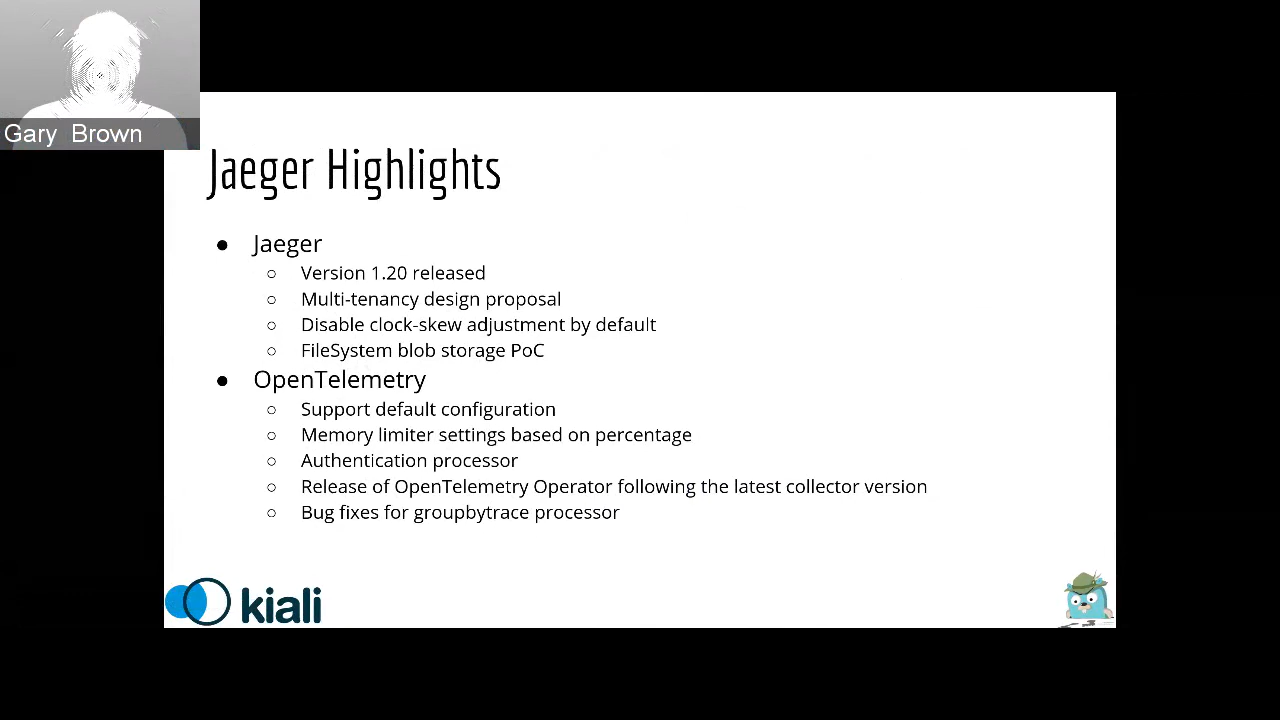 Gary Brown
Jaeger Highlights
● Jaeger
○ Version 1.20 released
○ Multi-tenancy design proposal
○ Disable clock-skew adjustment by default
○ FileSystem blob storage PoC
● OpenTelemetry
○ Support default configuration
○ Memory limiter settings based on percentage
○ Authentication processor
○ Release of OpenTelemetry Operator following the latest collector version
○ Bug fixes for groupbytrace processor
kiali